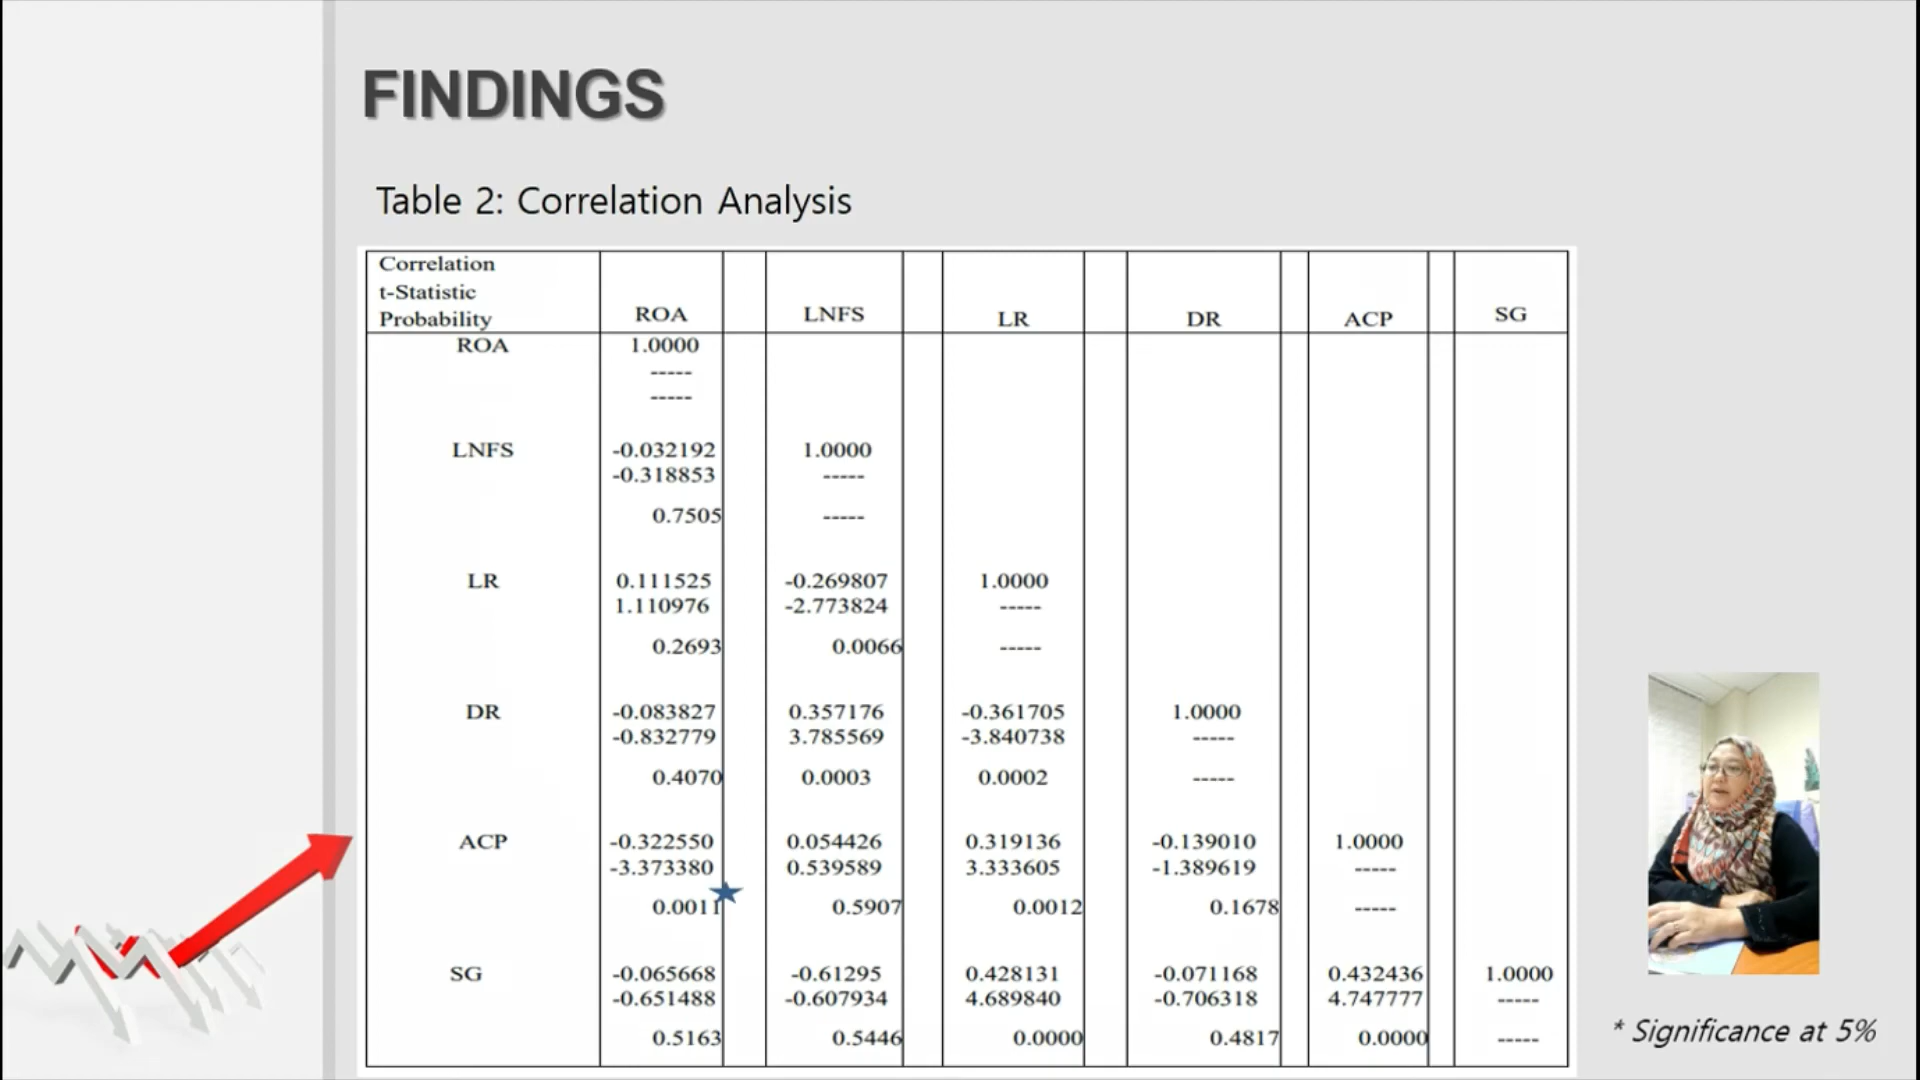 FINDINGS
Table 2: Correlation Analysis
Correlation
t-Statistic
Probability ROA LNFS LR DR ACP SG
ROA 1.0000
-----
-----
LNFS -0.032192 1.0000
-0.318853 -----
0.7505 -----
LR 0.111525 -0.269807 1.0000
1.110976 -2.773824 -----
0.2693 0.0066 -----
DR -0.083827 0.357176 -0.361705 1.0000
-0.832779 3.785569 -3.840738 -----
0.4070 0.0003 0.0002 -----
ACP -0.322550 0.054426 0.319136 -0.139010 1.0000
-3.373380 0.539589 3.333605 -1.389619 -----
0.0011 0.5907 0.0012 0.1678 -----
SG -0.065668 -0.61295 0.428131 -0.071168 0.432436 1.0000
-0.651488 -0.607934 4.689840 -0.706318 4.747777 -----
0.5163 0.5446 0.0000 0.4817 0.0000 -----
* Significance at 5%